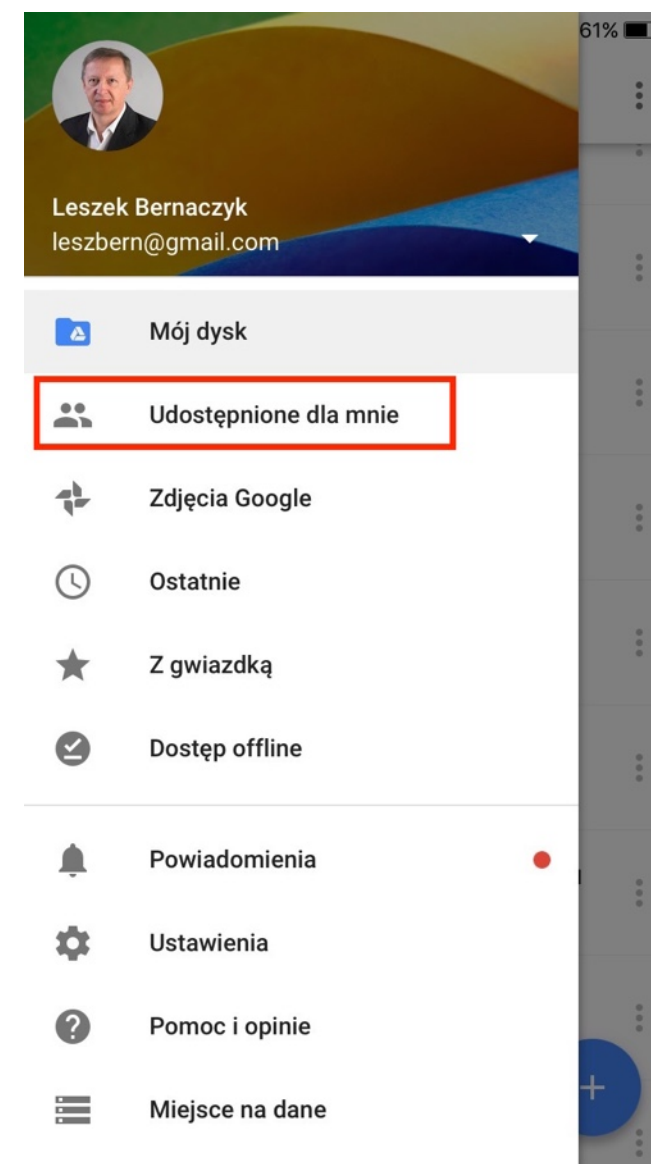 61%
Leszek Bernaczyk
leszbern@gmail.com
Mój dysk
Udostępnione dla mnie
Zdjęcia Google
Ostatnie
Z gwiazdką
Dostęp offline
Powiadomienia
Ustawienia
Pomoc i opinie
Miejsce na dane